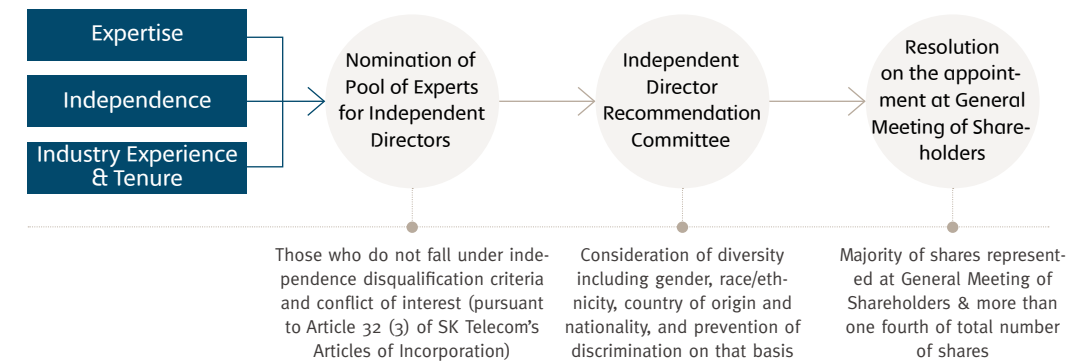 Expertise
Independence
Industry Experience
& Tenure
Nomination of
Pool of Experts
for Independent
Directors
Independent
Director
Recommendation
Committee
Resolution
on the appoint-
ment at General
Meeting of Share-
holders
Those who do not fall under inde-
pendence disqualification criteria
and conflict of interest (pursuant
to Article 32 (3) of SK Telecom's
Articles of Incorporation)
Consideration of diversity
including gender, race/eth-
nicity, country of origin and
nationality, and prevention of
discrimination on that basis
Majority of shares represent-
ed at General Meeting of
Shareholders & more than
one fourth of total number
of shares